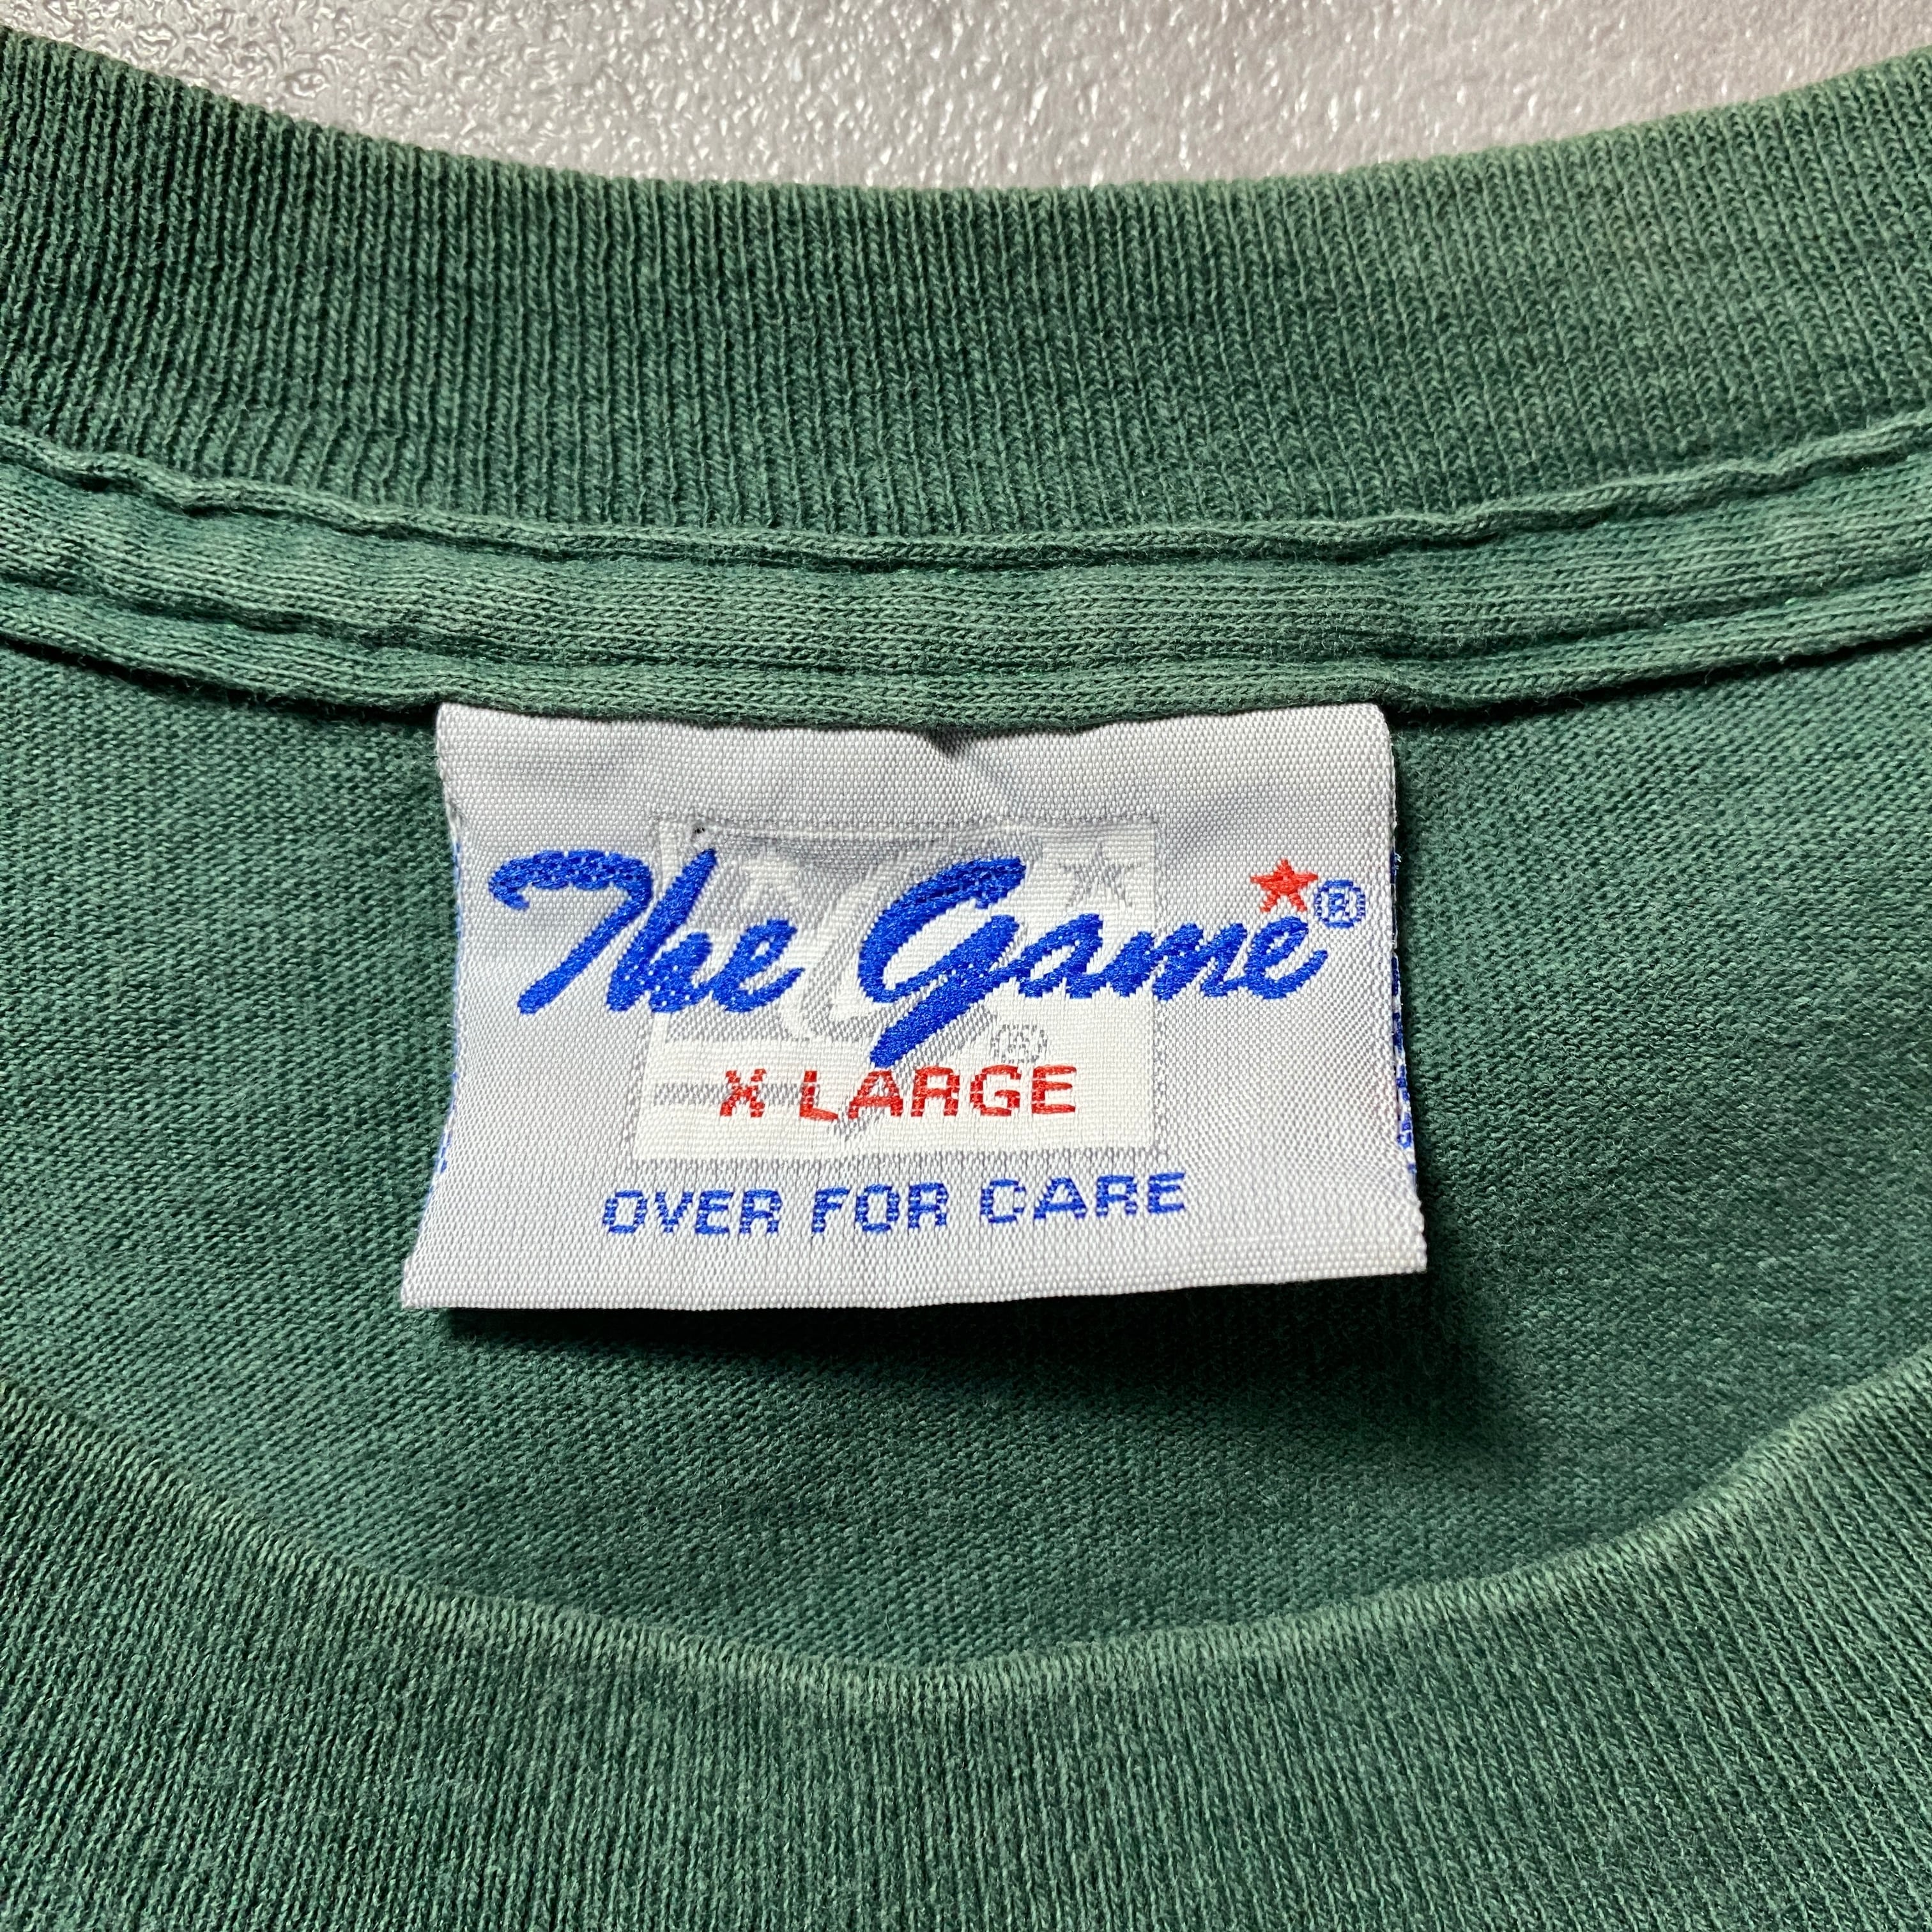 The Game®
®
X-LARGE
OVER FOR CARE